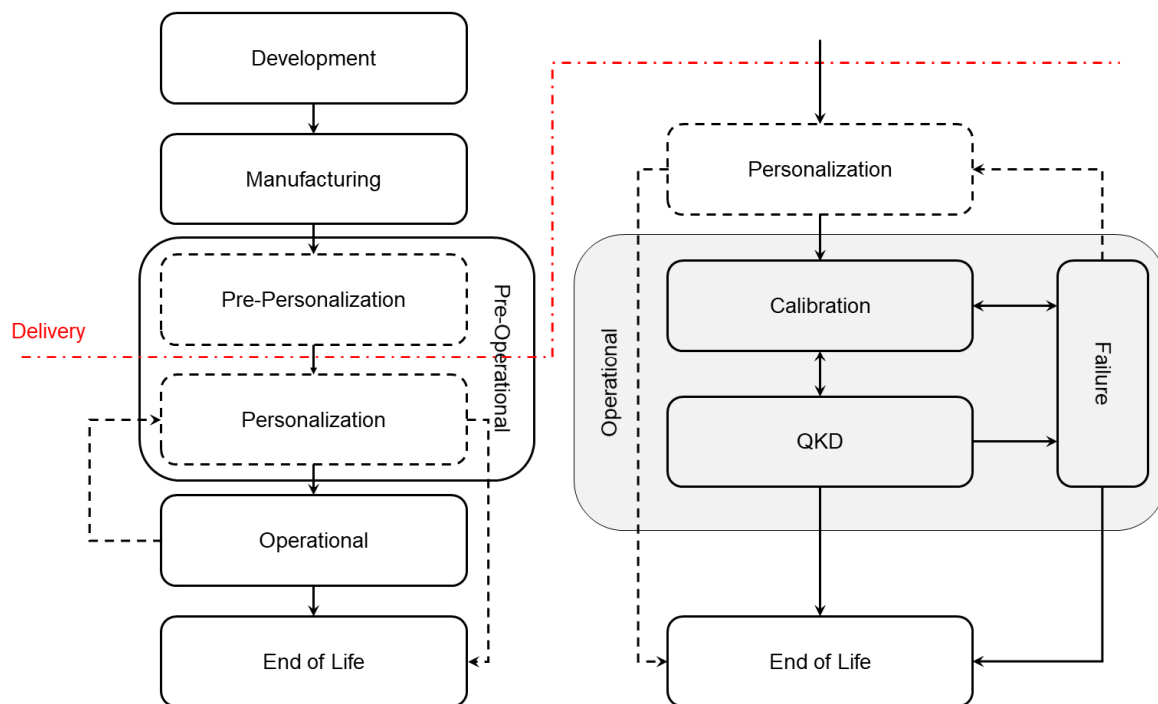 Development
Manufacturing
Pre-Personalization
Pre-Operational
Delivery
Personalization
Operational
End of Life
Personalization
Operational
Calibration
Failure
QKD
End of Life